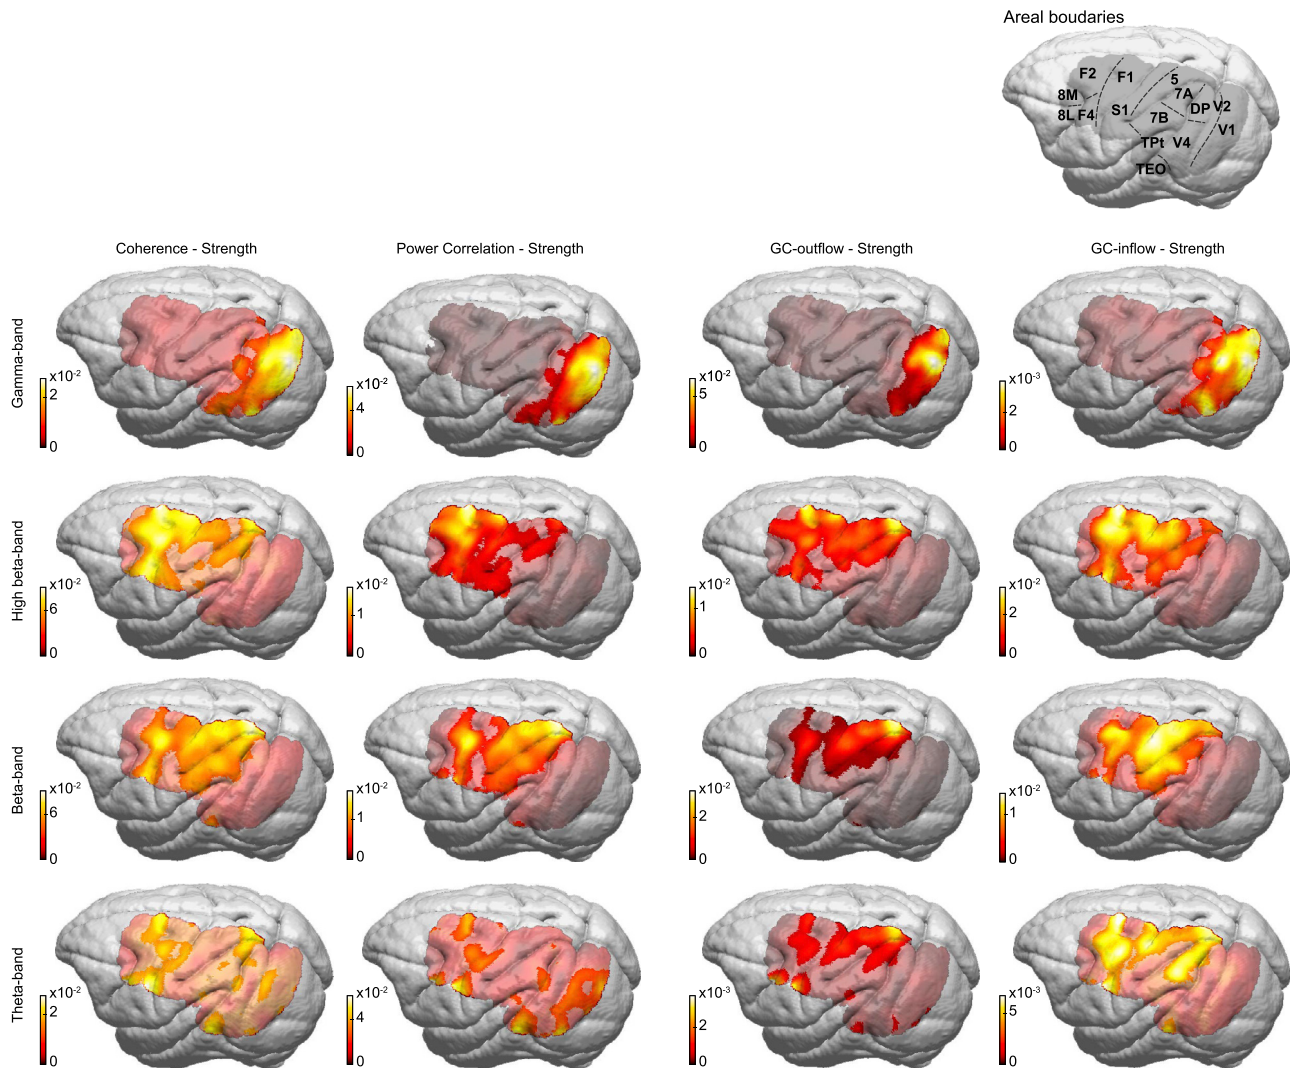 Areal boudaries
F2 F1 5
8M 7A
8L F4 S1 7B DP V2
V1
TPt V4
TEO
Coherence - Strength Power Correlation - Strength GC-outflow - Strength GC-inflow - Strength
Gamma-band
x10-2
2
0
x10-2
4
0
x10-2
5
0
x10-3
2
0
High beta-band
x10-2
6
0
x10-2
1
0
x10-2
1
0
x10-2
2
0
Beta-band
x10-2
6
0
x10-2
1
0
x10-2
2
0
x10-2
1
0
Theta-band
x10-2
2
0
x10-2
4
0
x10-3
2
0
x10-3
5
0